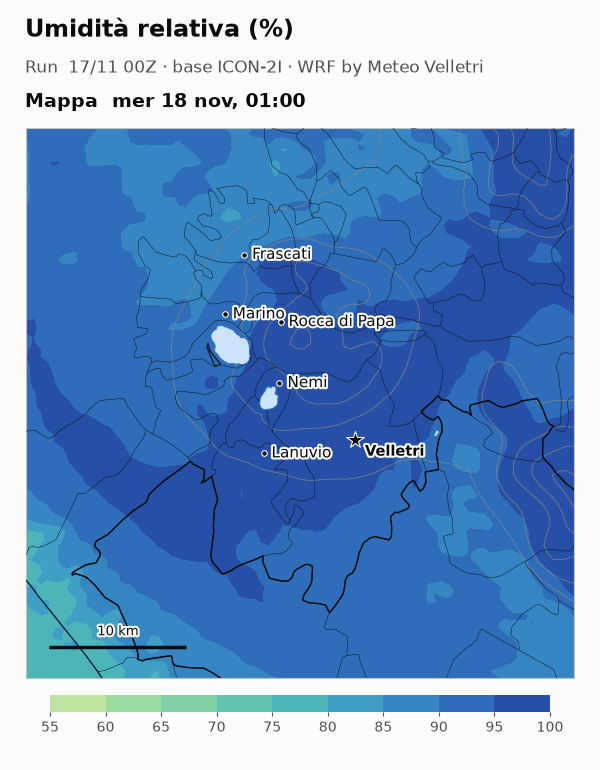 Umidità relativa (%)
Run  17/11 00Z · base ICON-2I · WRF by Meteo Velletri
Mappa  mer 18 nov, 01:00
Frascati
Marino
Rocca di Papa
Nemi
Velletri
Lanuvio
10 km
55 60 65 70 75 80 85 90 95 100